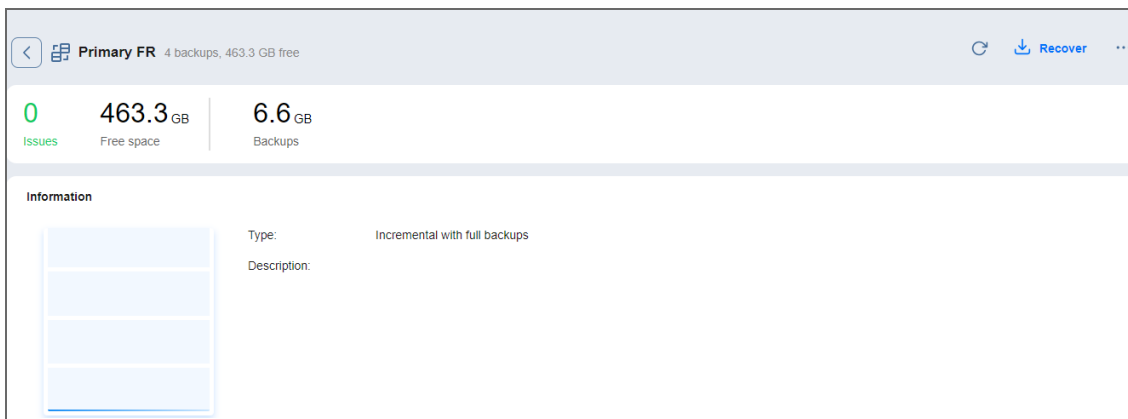 Primary FR 4 backups, 463.3 GB free
Recover
0 463.3 GB 6.6 GB
Issues Free space Backups
Information
Type: Incremental with full backups
Description: